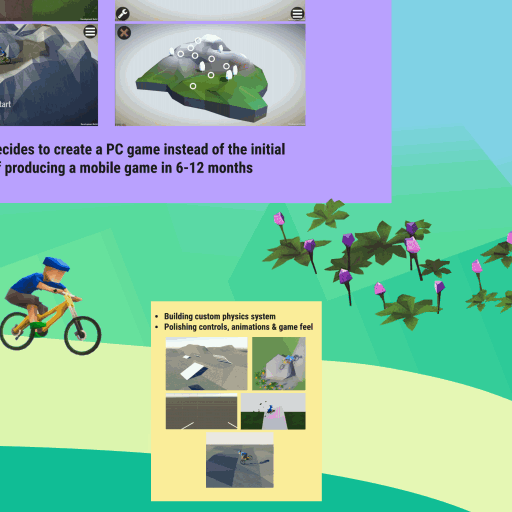 tart
ecides to create a PC game instead of the initial
f producing a mobile game in 6-12 months
• Building custom physics system
• Polishing controls, animations & game feel